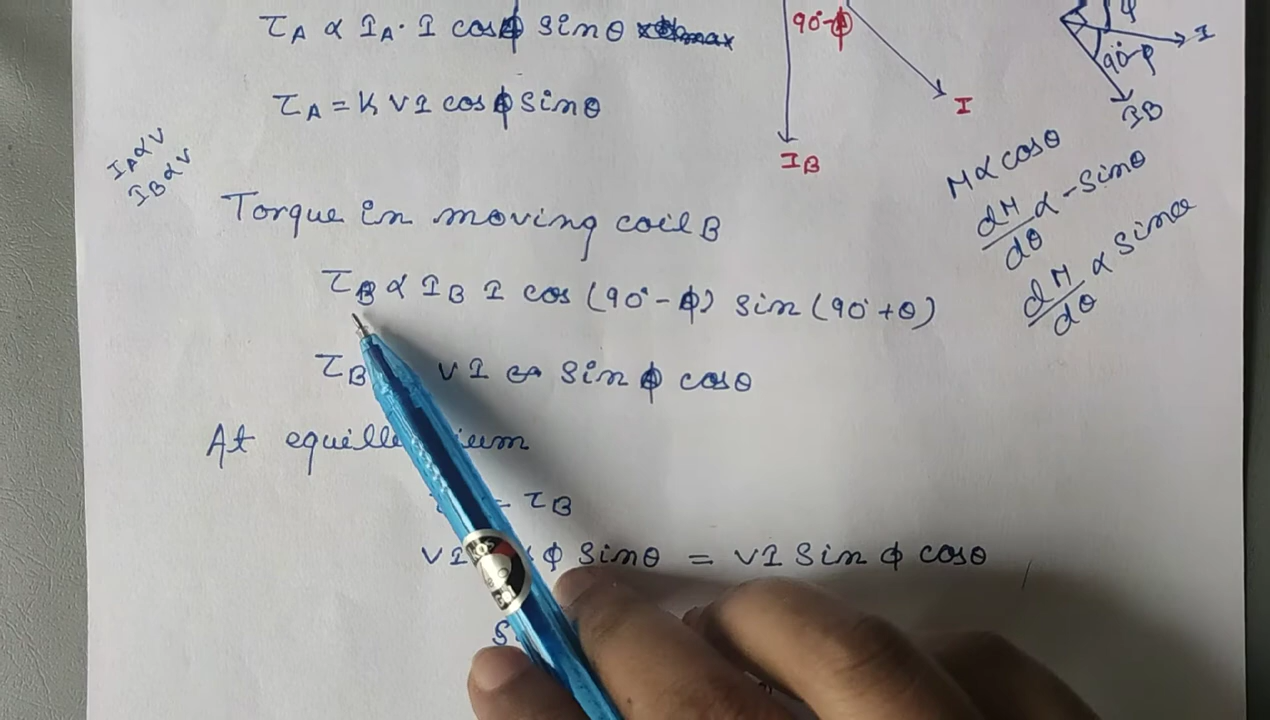 τA ∝ IA· I cosϕ sinθ
τA = K V I cosϕ sinθ
IA ∝ V
IB ∝ V
90°-ϕ
I
IB
φ
I
90°-φ
IB
M ∝ cosθ
dM/dθ ∝ - sinθ
dM/dθ ∝ sinθ
Torque in moving coil B
τB ∝ IB I cos (90° - ϕ) sin (90° + θ)
τB V I sin ϕ cosθ
At
τB
V I ϕ sinθ = V I sin ϕ cosθ